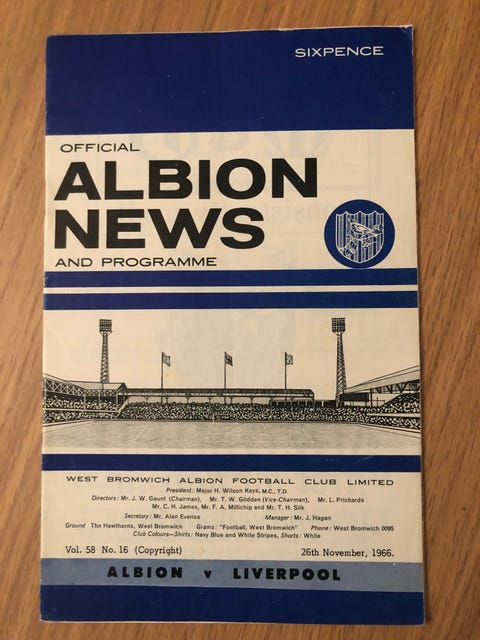 SIXPENCE
OFFICIAL
ALBION
NEWS
AND PROGRAMME
WEST BROMWICH ALBION FOOTBALL CLUB LIMITED
President: Major H. Wilson Keys, M.C., T.D.
Directors: Mr. J. W. Gaunt (Chairman), Mr. T. W. Glidden (Vice-Chairman), Mr. L. Prichards
Mr. C. H. James, Mr. F. A. Millichip and Mr. T. H. Silk
Secretary: Mr. Alan Everiss Manager: Mr. J. Hagan
Ground The Hawthorns, West Bromwich Grams: "Football, West Bromwich" Phone: West Bromwich 0095
Club Colours—Shirts: Navy Blue and White Stripes, Shorts: White
Vol. 58 No. 16 (Copyright) 26th November, 1966.
ALBION v LIVERPOOL